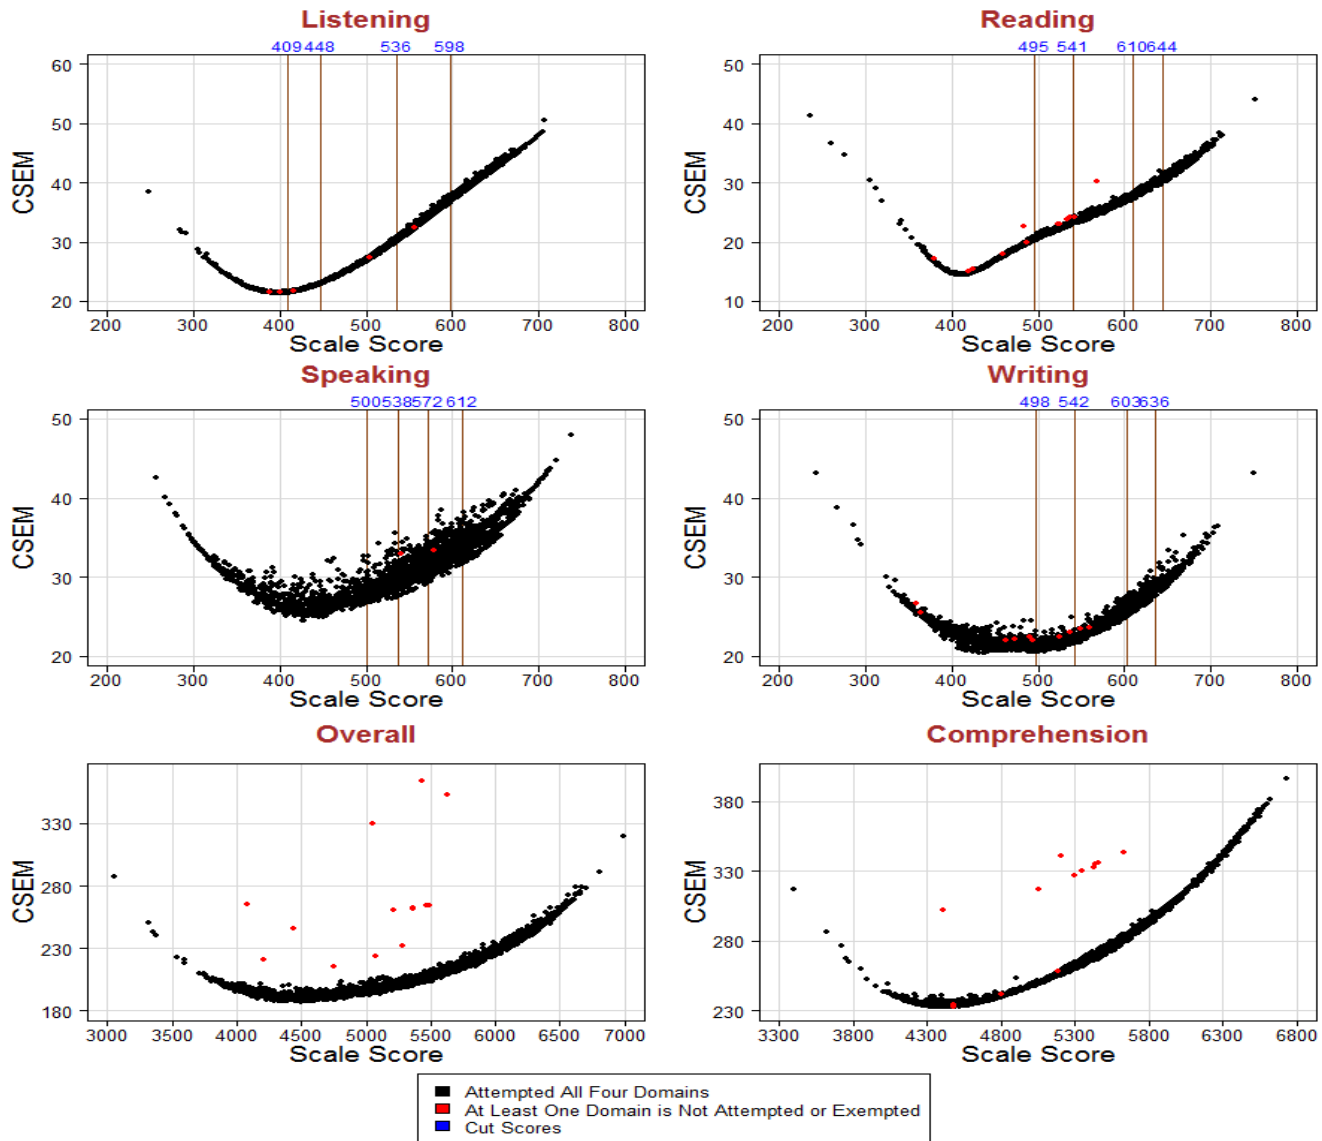 Listening
409 448 536 598
60
50
40
30
20
CSEM
200 300 400 500 600 700 800
Scale Score
Reading
495 541 610 644
50
40
30
20
10
CSEM
200 300 400 500 600 700 800
Scale Score
Speaking
500 538 572 612
50
40
30
20
CSEM
200 300 400 500 600 700 800
Scale Score
Writing
498 542 603 636
50
40
30
20
CSEM
200 300 400 500 600 700 800
Scale Score
Overall
330
280
230
180
CSEM
3000 3500 4000 4500 5000 5500 6000 6500 7000
Scale Score
Comprehension
380
330
280
230
CSEM
3300 3800 4300 4800 5300 5800 6300 6800
Scale Score
Attempted All Four Domains
At Least One Domain is Not Attempted or Exempted
Cut Scores